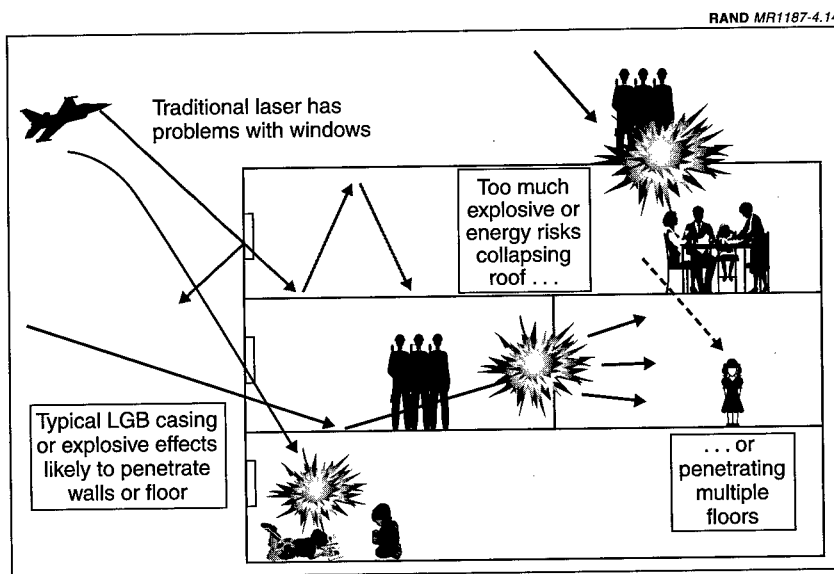 RAND MR1187-4.14
Traditional laser has
problems with windows
Too much
explosive or
energy risks
collapsing
roof . . .
Typical LGB casing
or explosive effects
likely to penetrate
walls or floor
. . . or
penetrating
multiple
floors